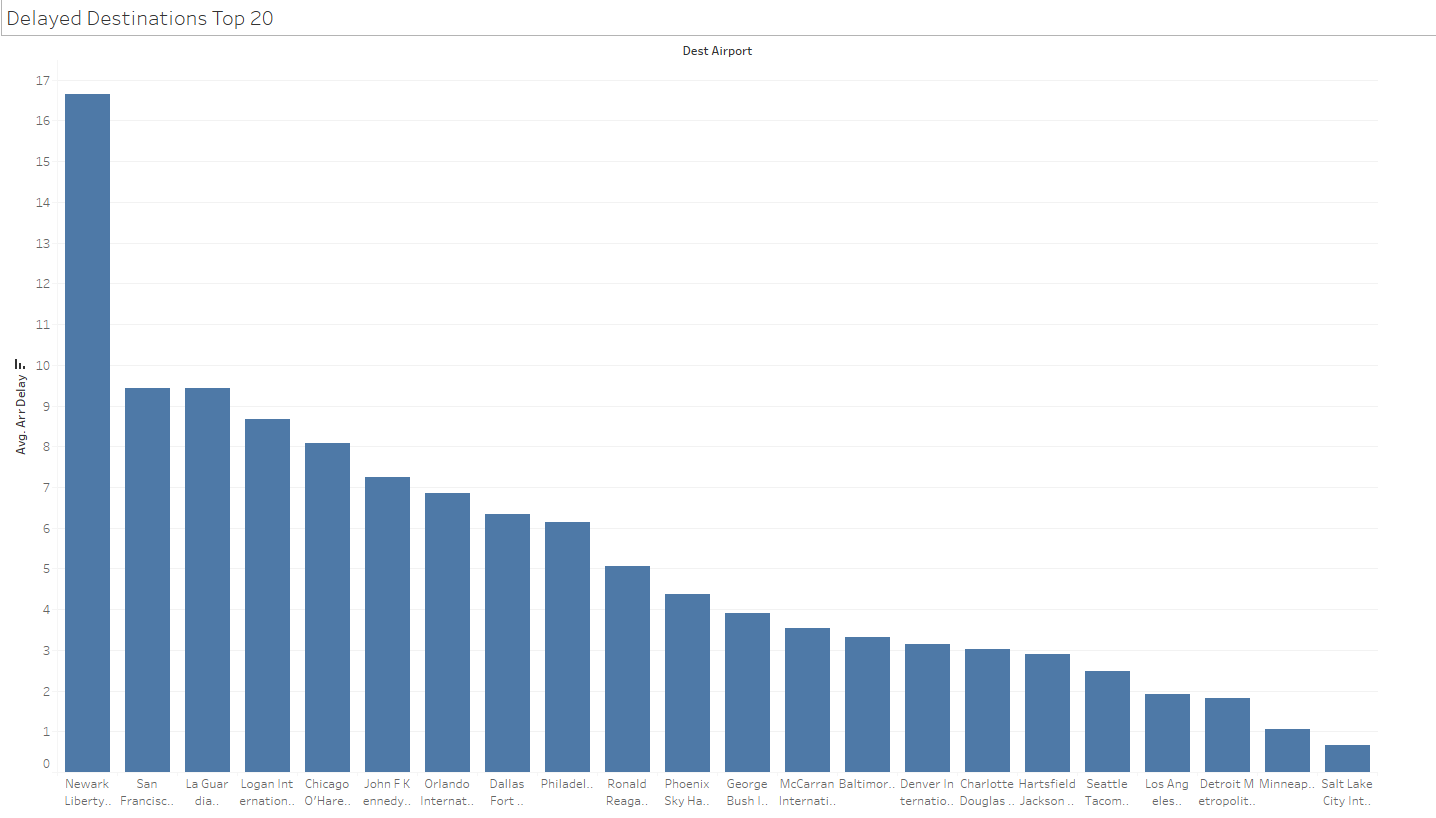 Delayed Destinations Top 20
Dest Airport
17
16
15
14
13
12
11
10
9
8
7
6
5
4
3
2
1
0
Avg. Arr Delay
Newark
Liberty..
San
Francisc..
La Guar
dia..
Logan Int
ernation..
Chicago
O'Hare..
John F K
ennedy..
Orlando
Internat..
Dallas
Fort ..
Philadel..
Ronald
Reaga..
Phoenix
Sky Ha..
George
Bush I..
McCarran
Internati..
Baltimor..
Denver In
ternatio..
Charlotte
Douglas ..
Hartsfield
Jackson ..
Seattle
Tacom..
Los Ang
eles..
Detroit M
etropolit..
Minneap..
Salt Lake
City Int..